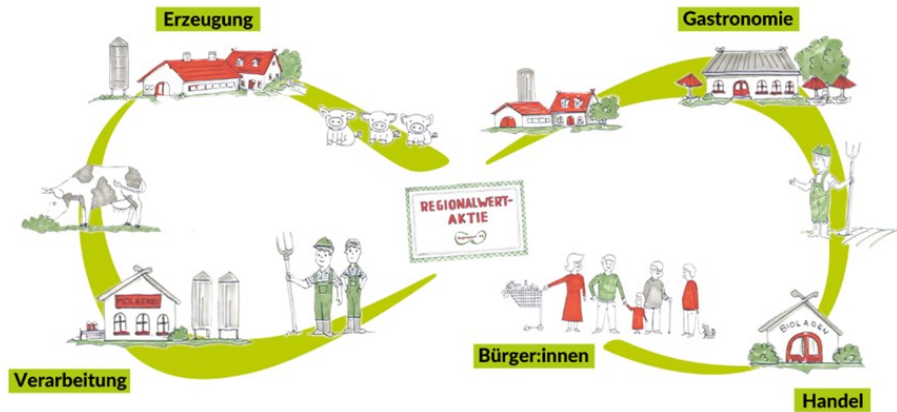 Erzeugung
Gastronomie
REGIONALWERT-
AKTIE
MOLKEREI
BIOLADEN
Bürger:innen
Verarbeitung
Handel